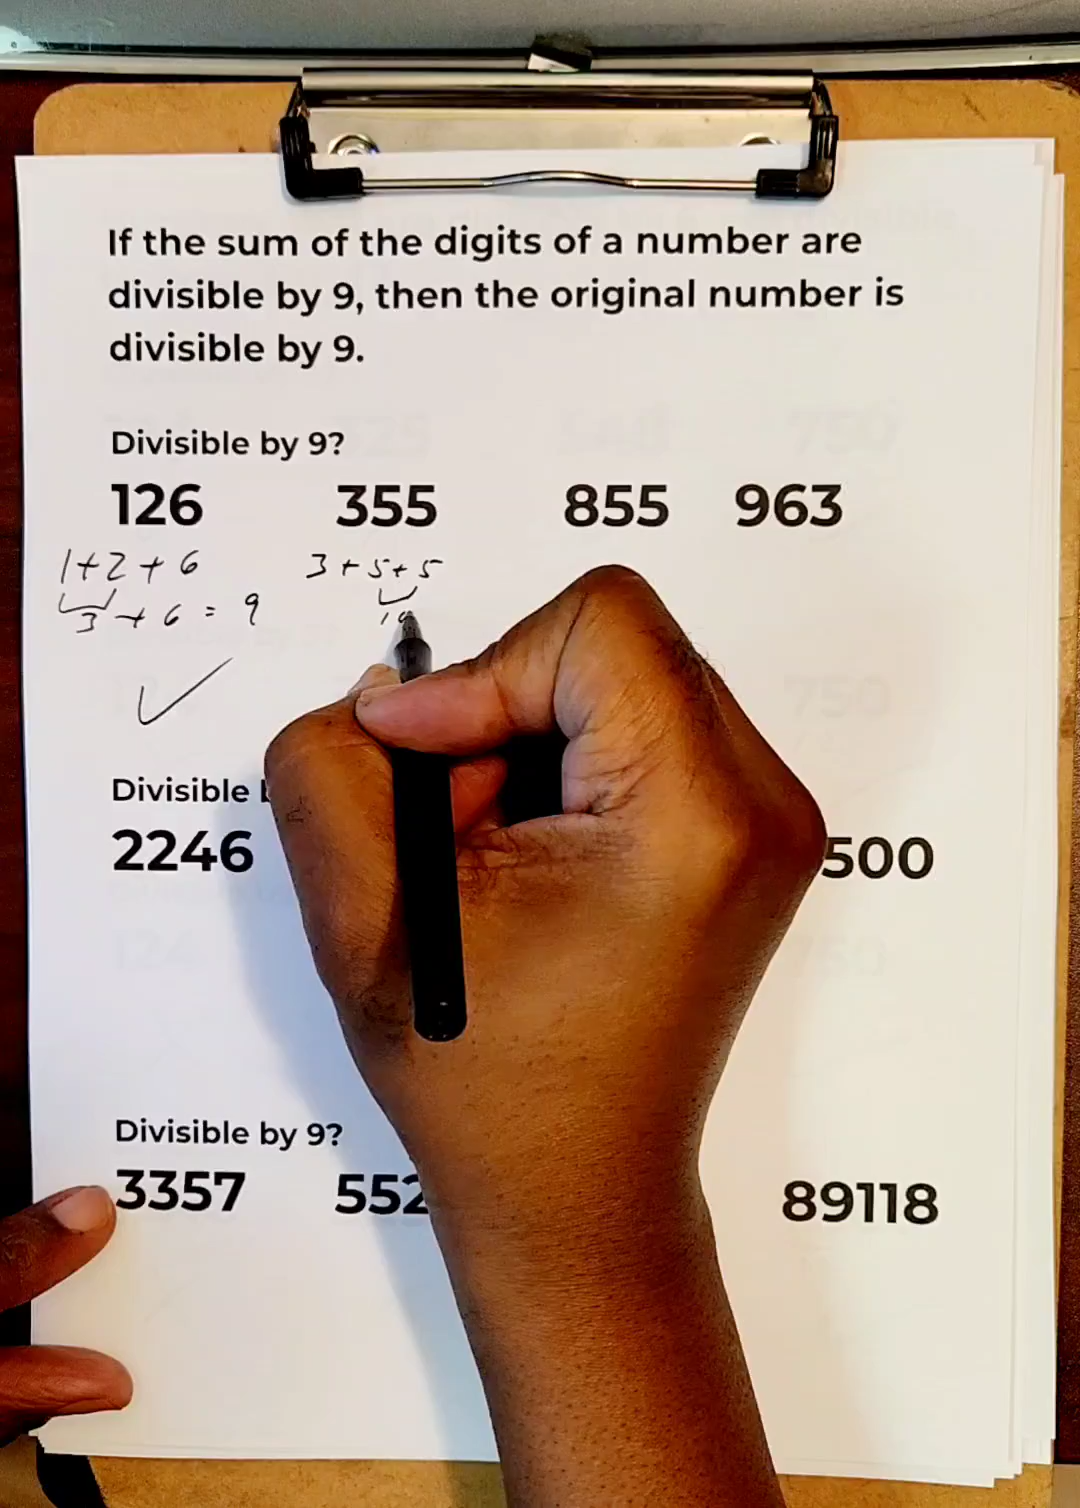 If the sum of the digits of a number are
divisible by 9, then the original number is
divisible by 9.
Divisible by 9?
126 355 855 963
1+2+6 3+5+5
3+6=9 10
Divisible
2246 500
Divisible by 9?
3357 552 89118